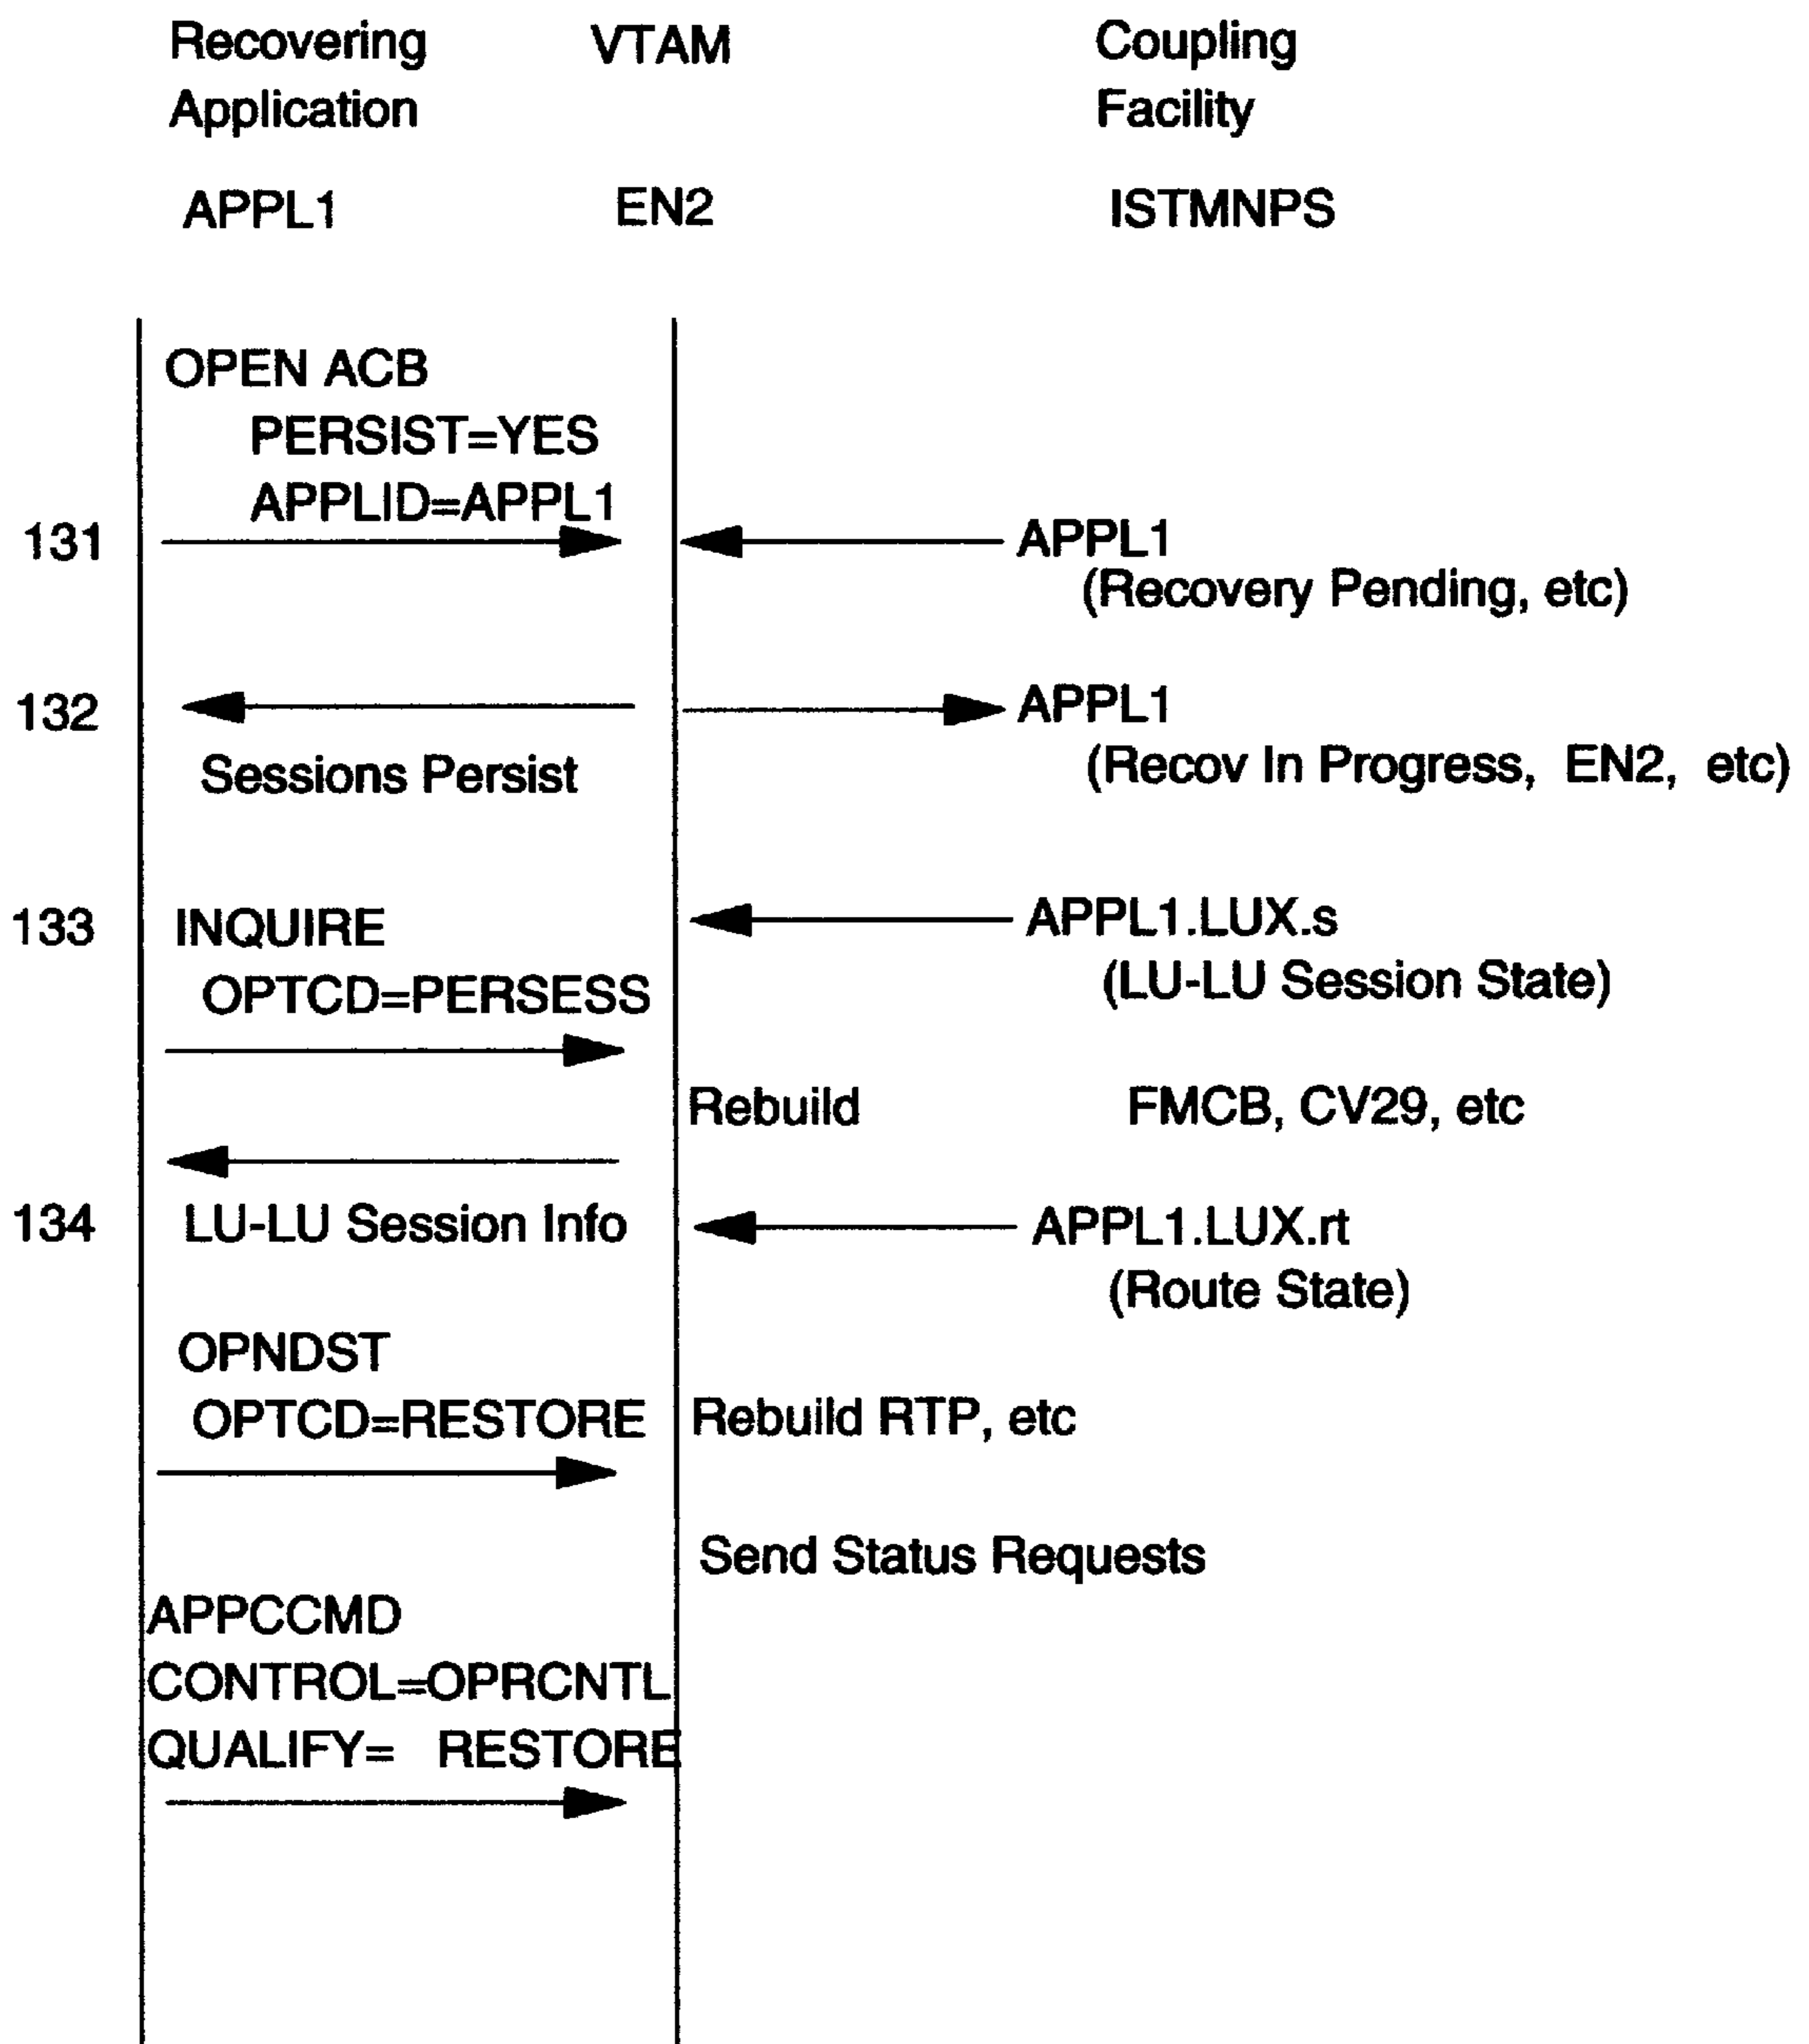 Recovering VTAM Coupling
Application Facility
APPL1 EN2 ISTMNPS
OPEN ACB
PERSIST=YES
APPLID=APPL1
131 APPL1
(Recovery Pending, etc)
132 APPL1
Sessions Persist (Recov In Progress, EN2, etc)
133 INQUIRE APPL1.LUX.s
OPTCD=PERSESS (LU-LU Session State)
Rebuild FMCB, CV29, etc
134 LU-LU Session Info APPL1.LUX.rt
(Route State)
OPNDST
OPTCD=RESTORE Rebuild RTP, etc
Send Status Requests
APPCCMD
CONTROL=OPRCNTL
QUALIFY= RESTORE